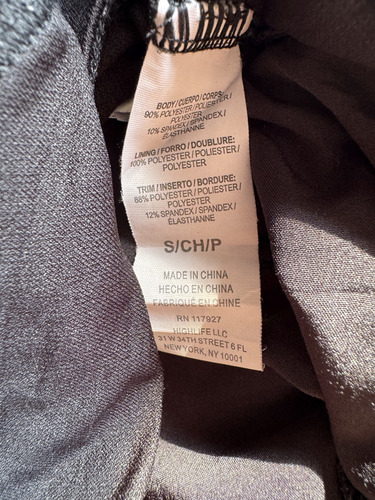 BODY/CUERPO/CORPS:
90% POLYESTER/POLIESTER/
POLYESTER
10% SPANDEX/SPANDEX/
ÉLASTHANNE
LINING/FORRO/DOUBLURE:
100% POLYESTER/POLIESTER/
POLYESTER
TRIM/INSERTO/BORDURE:
88% POLYESTER/POLIESTER/
POLYESTER
12% SPANDEX/SPANDEX/
ÉLASTHANNE
S/CH/P
MADE IN CHINA
HECHO EN CHINA
FABRIQUÉ EN CHINE
RN 117927
HIGHLIFE LLC
31 W 34TH STREET 6 FL
NEW YORK, NY 10001